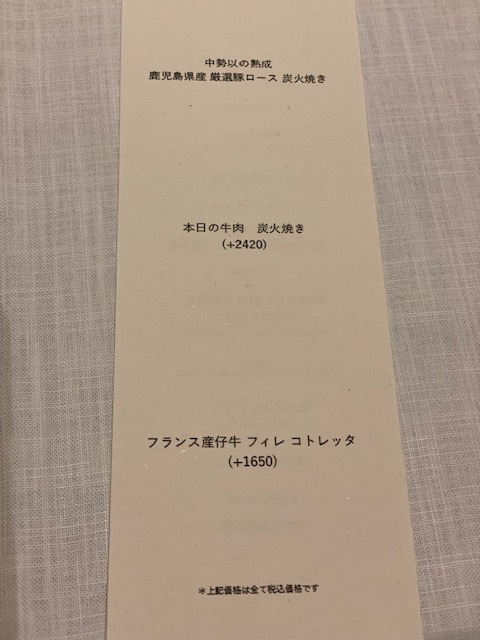 中勢以の熟成
鹿児島県産 厳選豚ロース 炭火焼き
本日の牛肉　炭火焼き
(+2420)
フランス産仔牛 フィレ コトレッタ
(+1650)
＊上記価格は全て税込価格です